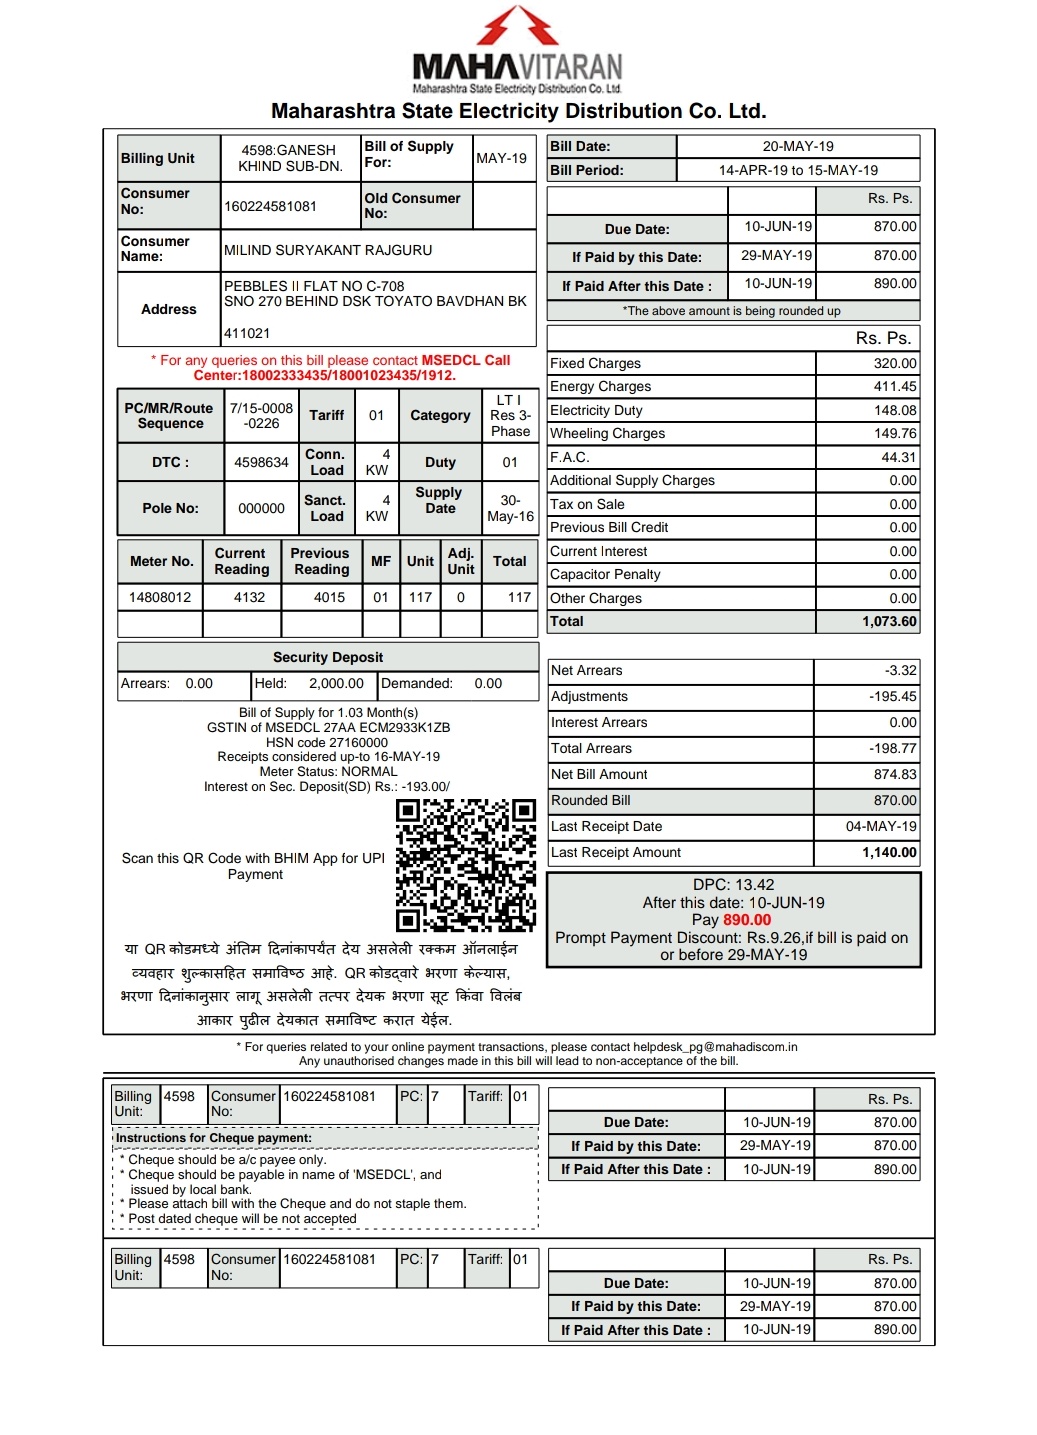 MAHAVITARAN
Maharashtra State Electricity Distribution Co. Ltd.
Maharashtra State Electricity Distribution Co. Ltd.
Billing Unit 4598:GANESH KHIND SUB-DN. Bill of Supply For: MAY-19
Consumer No: 160224581081 Old Consumer No:
Consumer Name: MILIND SURYAKANT RAJGURU
Address PEBBLES II FLAT NO C-708
SNO 270 BEHIND DSK TOYATO BAVDHAN BK
411021
* For any queries on this bill please contact MSEDCL Call
Center:18002333435/18001023435/1912.
PC/MR/Route Sequence 7/15-0008-0226 Tariff 01 Category LT I Res 3-Phase
DTC : 4598634 Conn. Load 4 KW Duty 01
Pole No: 000000 Sanct. Load 4 KW Supply Date 30-May-16
Meter No. Current Reading Previous Reading MF Unit Adj. Unit Total
14808012 4132 4015 01 117 0 117
Security Deposit
Arrears: 0.00 Held: 2,000.00 Demanded: 0.00
Bill of Supply for 1.03 Month(s)
GSTIN of MSEDCL 27AA ECM2933K1ZB
HSN code 27160000
Receipts considered up-to 16-MAY-19
Meter Status: NORMAL
Interest on Sec. Deposit(SD) Rs.: -193.00/
Scan this QR Code with BHIM App for UPI
Payment
या QR कोडमध्ये अंतिम दिनांकापर्यंत देय असलेली रक्कम ऑनलाईन
व्यवहार शुल्कासहित समाविष्ठ आहे. QR कोडद्वारे भरणा केल्यास,
भरणा दिनांकानुसार लागू असलेली तत्पर देयक भरणा सूट किंवा विलंब
आकार पुढील देयकात समाविष्ट करात येईल.
Bill Date: 20-MAY-19
Bill Period: 14-APR-19 to 15-MAY-19
Rs. Ps.
Due Date: 10-JUN-19 870.00
If Paid by this Date: 29-MAY-19 870.00
If Paid After this Date : 10-JUN-19 890.00
*The above amount is being rounded up
Rs. Ps.
Fixed Charges 320.00
Energy Charges 411.45
Electricity Duty 148.08
Wheeling Charges 149.76
F.A.C. 44.31
Additional Supply Charges 0.00
Tax on Sale 0.00
Previous Bill Credit 0.00
Current Interest 0.00
Capacitor Penalty 0.00
Other Charges 0.00
Total 1,073.60
Net Arrears -3.32
Adjustments -195.45
Interest Arrears 0.00
Total Arrears -198.77
Net Bill Amount 874.83
Rounded Bill 870.00
Last Receipt Date 04-MAY-19
Last Receipt Amount 1,140.00
DPC: 13.42
After this date: 10-JUN-19
Pay 890.00
Prompt Payment Discount: Rs.9.26,if bill is paid on
or before 29-MAY-19
* For queries related to your online payment transactions, please contact helpdesk_pg@mahadiscom.in
Any unauthorised changes made in this bill will lead to non-acceptance of the bill.
Billing Unit: 4598 Consumer No: 160224581081 PC: 7 Tariff: 01
Instructions for Cheque payment:
* Cheque should be a/c payee only.
* Cheque should be payable in name of 'MSEDCL', and
issued by local bank.
* Please attach bill with the Cheque and do not staple them.
* Post dated cheque will be not accepted
Rs. Ps.
Due Date: 10-JUN-19 870.00
If Paid by this Date: 29-MAY-19 870.00
If Paid After this Date : 10-JUN-19 890.00
Billing Unit: 4598 Consumer No: 160224581081 PC: 7 Tariff: 01
Rs. Ps.
Due Date: 10-JUN-19 870.00
If Paid by this Date: 29-MAY-19 870.00
If Paid After this Date : 10-JUN-19 890.00